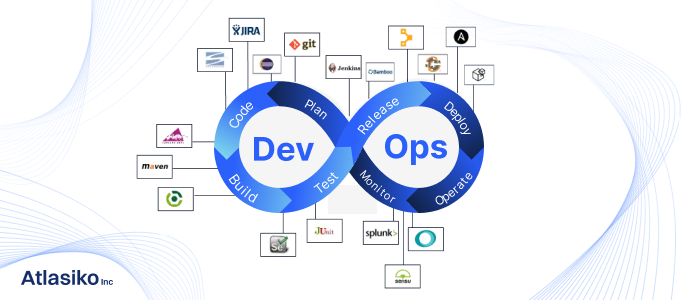 JIRA
git
Jenkins
Bamboo
maven
Se
JUnit
splunk>
sensu
Code
Plan
Release
Deploy
Build
Test
Monitor
Operate
Dev
Ops
Atlasiko Inc